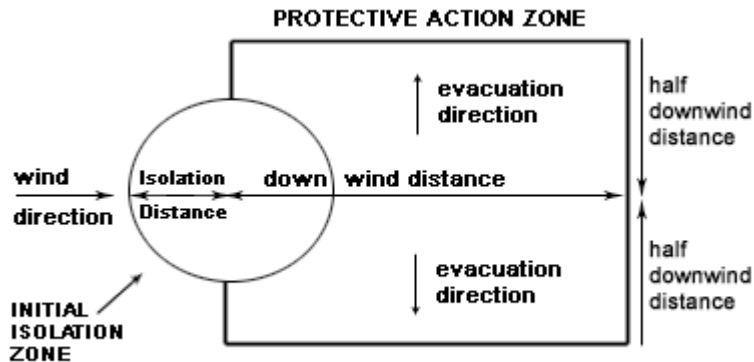 PROTECTIVE ACTION ZONE
evacuation
direction
half
downwind
distance
wind
direction
Isolation
Distance
down wind distance
evacuation
direction
half
downwind
distance
INITIAL
ISOLATION
ZONE